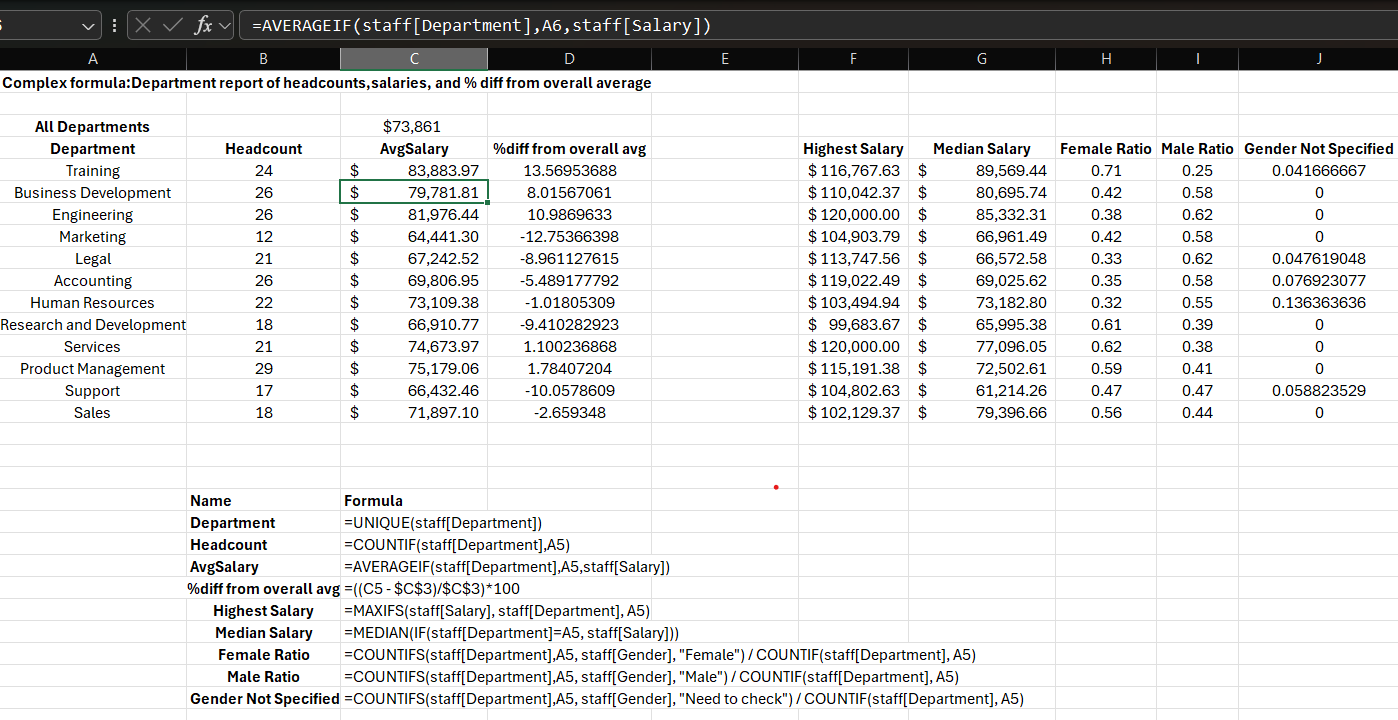 =AVERAGEIF(staff[Department],A6,staff[Salary])
A B C D E F G H I J
Complex formula:Department report of headcounts,salaries, and % diff from overall average
All Departments $73,861
Department Headcount AvgSalary %diff from overall avg Highest Salary Median Salary Female Ratio Male Ratio Gender Not Specified
Training 24 $ 83,883.97 13.56953688 $ 116,767.63 $ 89,569.44 0.71 0.25 0.041666667
Business Development 26 $ 79,781.81 8.01567061 $ 110,042.37 $ 80,695.74 0.42 0.58 0
Engineering 26 $ 81,976.44 10.9869633 $ 120,000.00 $ 85,332.31 0.38 0.62 0
Marketing 12 $ 64,441.30 -12.75366398 $ 104,903.79 $ 66,961.49 0.42 0.58 0
Legal 21 $ 67,242.52 -8.961127615 $ 113,747.56 $ 66,572.58 0.33 0.62 0.047619048
Accounting 26 $ 69,806.95 -5.489177792 $ 119,022.49 $ 69,025.62 0.35 0.58 0.076923077
Human Resources 22 $ 73,109.38 -1.01805309 $ 103,494.94 $ 73,182.80 0.32 0.55 0.136363636
Research and Development 18 $ 66,910.77 -9.410282923 $ 99,683.67 $ 65,995.38 0.61 0.39 0
Services 21 $ 74,673.97 1.100236868 $ 120,000.00 $ 77,096.05 0.62 0.38 0
Product Management 29 $ 75,179.06 1.78407204 $ 115,191.38 $ 72,502.61 0.59 0.41 0
Support 17 $ 66,432.46 -10.0578609 $ 104,802.63 $ 61,214.26 0.47 0.47 0.058823529
Sales 18 $ 71,897.10 -2.659348 $ 102,129.37 $ 79,396.66 0.56 0.44 0
Name Formula
Department =UNIQUE(staff[Department])
Headcount =COUNTIF(staff[Department],A5)
AvgSalary =AVERAGEIF(staff[Department],A5,staff[Salary])
%diff from overall avg =((C5 - $C$3)/$C$3)*100
Highest Salary =MAXIFS(staff[Salary], staff[Department], A5)
Median Salary =MEDIAN(IF(staff[Department]=A5, staff[Salary]))
Female Ratio =COUNTIFS(staff[Department],A5, staff[Gender], "Female") / COUNTIF(staff[Department], A5)
Male Ratio =COUNTIFS(staff[Department],A5, staff[Gender], "Male") / COUNTIF(staff[Department], A5)
Gender Not Specified =COUNTIFS(staff[Department],A5, staff[Gender], "Need to check") / COUNTIF(staff[Department], A5)